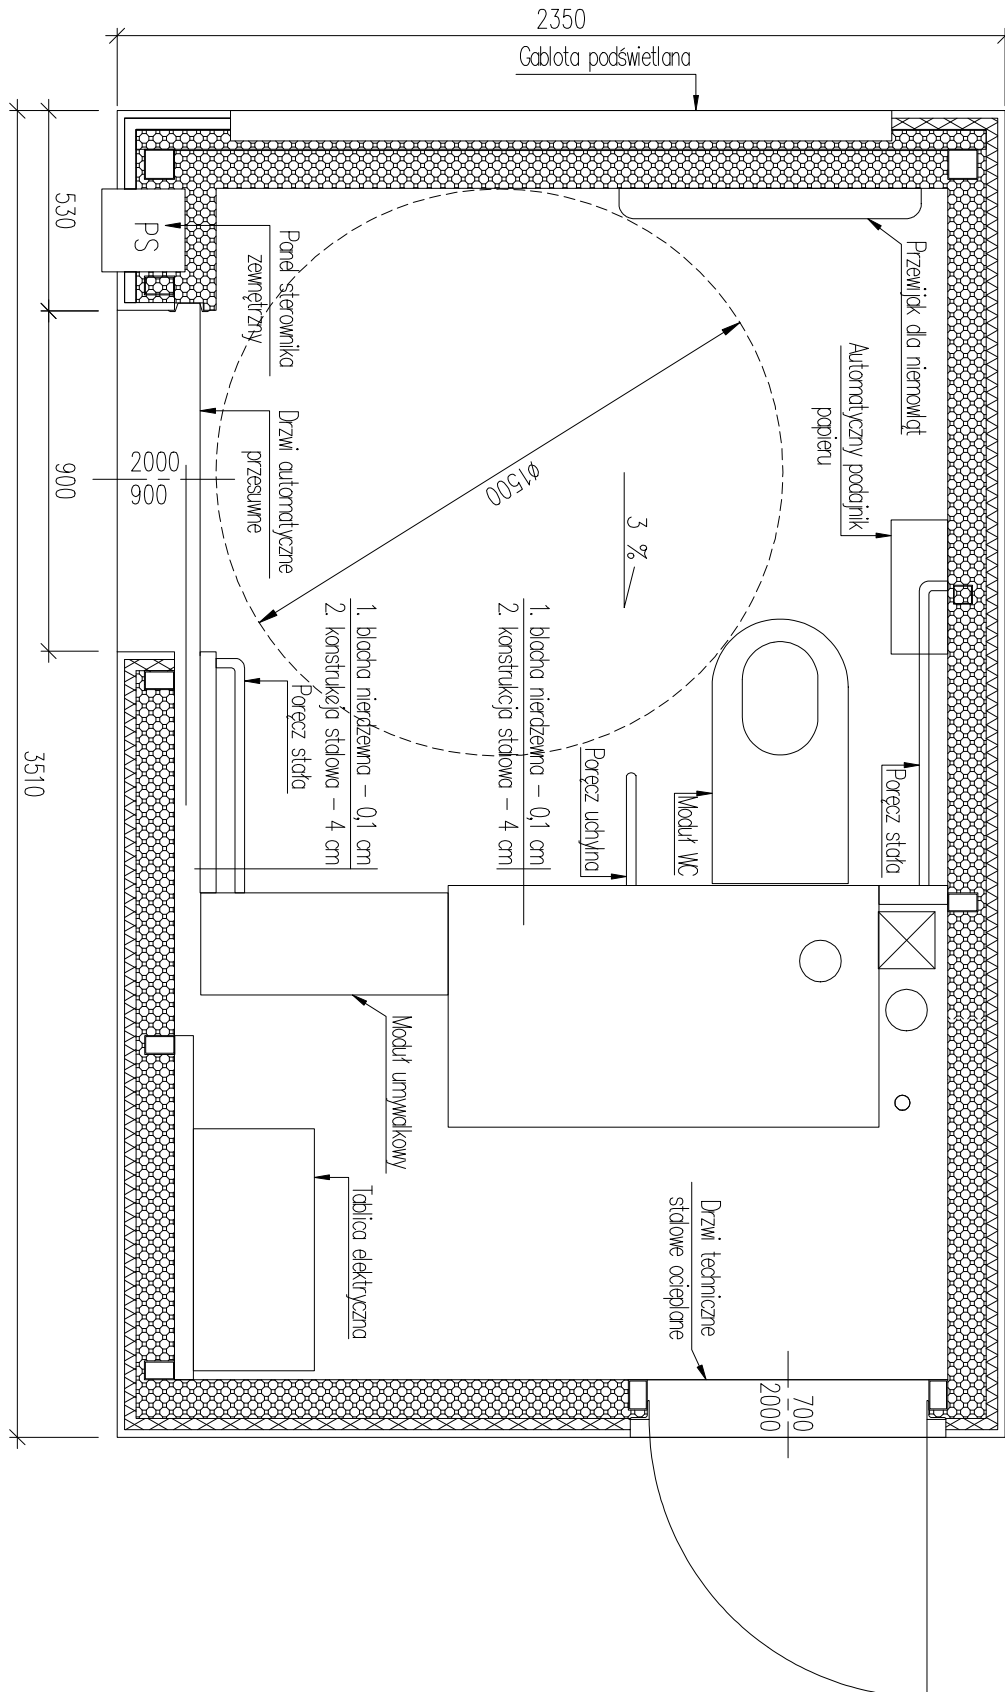 2350
Gablota podświetlana
530
PS
Panel sterownika
zewnętrzny
Przewijak dla niemowląt
Automatyczny podajnik
papieru
900
2000
900
Drzwi automatyczne
przesuwne
Ø1500
3 %
1. blacha nierdzewna - 0,1 cm
2. konstrukcja stalowa - 4 cm
1. blacha nierdzewna - 0,1 cm
2. konstrukcja stalowa - 4 cm
Poręcz stała
Poręcz uchylna
Moduł WC
Poręcz stała
3510
Moduł umywalkowy
Tablica elektryczna
Drzwi techniczne
stalowe ocieplane
700
2000